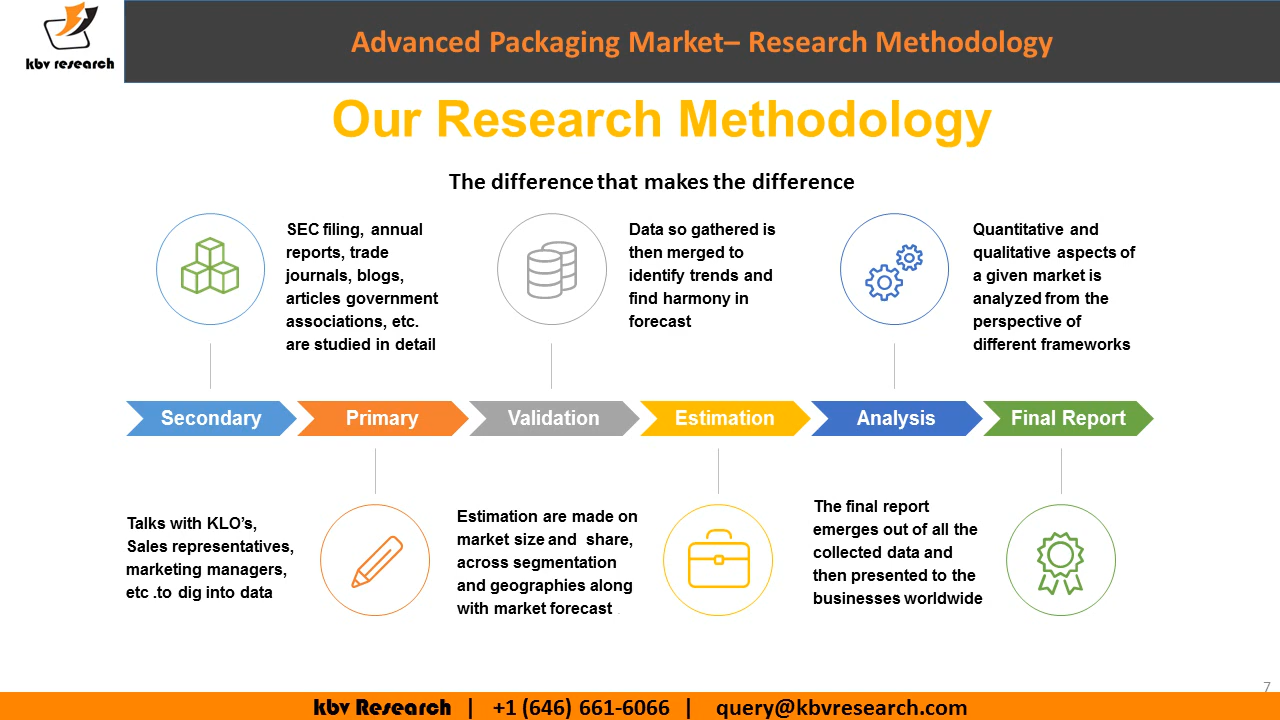 kbv research
Advanced Packaging Market– Research Methodology
Our Research Methodology
The difference that makes the difference
SEC filing, annual
reports, trade
journals, blogs,
articles government
associations, etc.
are studied in detail
Data so gathered is
then merged to
identify trends and
find harmony in
forecast
Quantitative and
qualitative aspects of
a given market is
analyzed from the
perspective of
different frameworks
Secondary
Primary
Validation
Estimation
Analysis
Final Report
Talks with KLO’s,
Sales representatives,
marketing managers,
etc .to dig into data
Estimation are made on
market size and  share,
across segmentation
and geographies along
with market forecast
The final report
emerges out of all the
collected data and
then presented to the
businesses worldwide
7
kbv Research | +1 (646) 661-6066 | query@kbvresearch.com